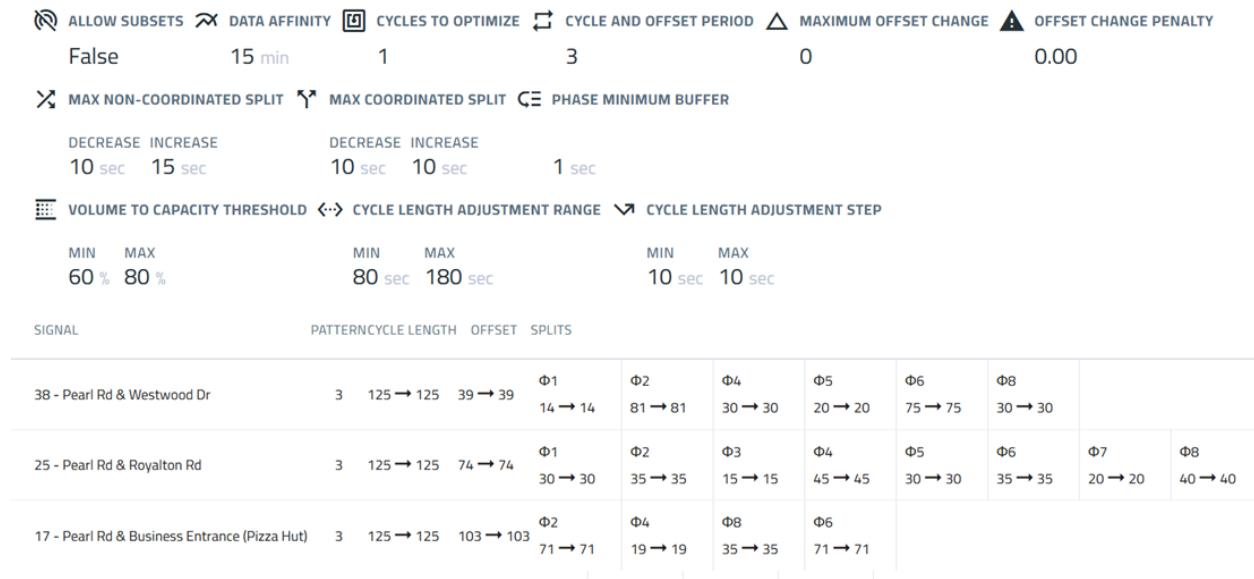 ALLOW SUBSETS DATA AFFINITY CYCLES TO OPTIMIZE CYCLE AND OFFSET PERIOD MAXIMUM OFFSET CHANGE OFFSET CHANGE PENALTY
False 15 min 1 3 0 0.00
MAX NON-COORDINATED SPLIT MAX COORDINATED SPLIT PHASE MINIMUM BUFFER
DECREASE INCREASE DECREASE INCREASE
10 sec 15 sec 10 sec 10 sec 1 sec
VOLUME TO CAPACITY THRESHOLD CYCLE LENGTH ADJUSTMENT RANGE CYCLE LENGTH ADJUSTMENT STEP
MIN MAX MIN MAX MIN MAX
60 % 80 % 80 sec 180 sec 10 sec 10 sec
SIGNAL PATTERN CYCLE LENGTH OFFSET SPLITS
Φ1 Φ2 Φ4 Φ5 Φ6 Φ8
38 - Pearl Rd & Westwood Dr 3 125 → 125 39 → 39 14 → 14 81 → 81 30 → 30 20 → 20 75 → 75 30 → 30
Φ1 Φ2 Φ3 Φ4 Φ5 Φ6 Φ7 Φ8
25 - Pearl Rd & Royalton Rd 3 125 → 125 74 → 74 30 → 30 35 → 35 15 → 15 45 → 45 30 → 30 35 → 35 20 → 20 40 → 40
Φ2 Φ4 Φ8 Φ6
17 - Pearl Rd & Business Entrance (Pizza Hut) 3 125 → 125 103 → 103 71 → 71 19 → 19 35 → 35 71 → 71